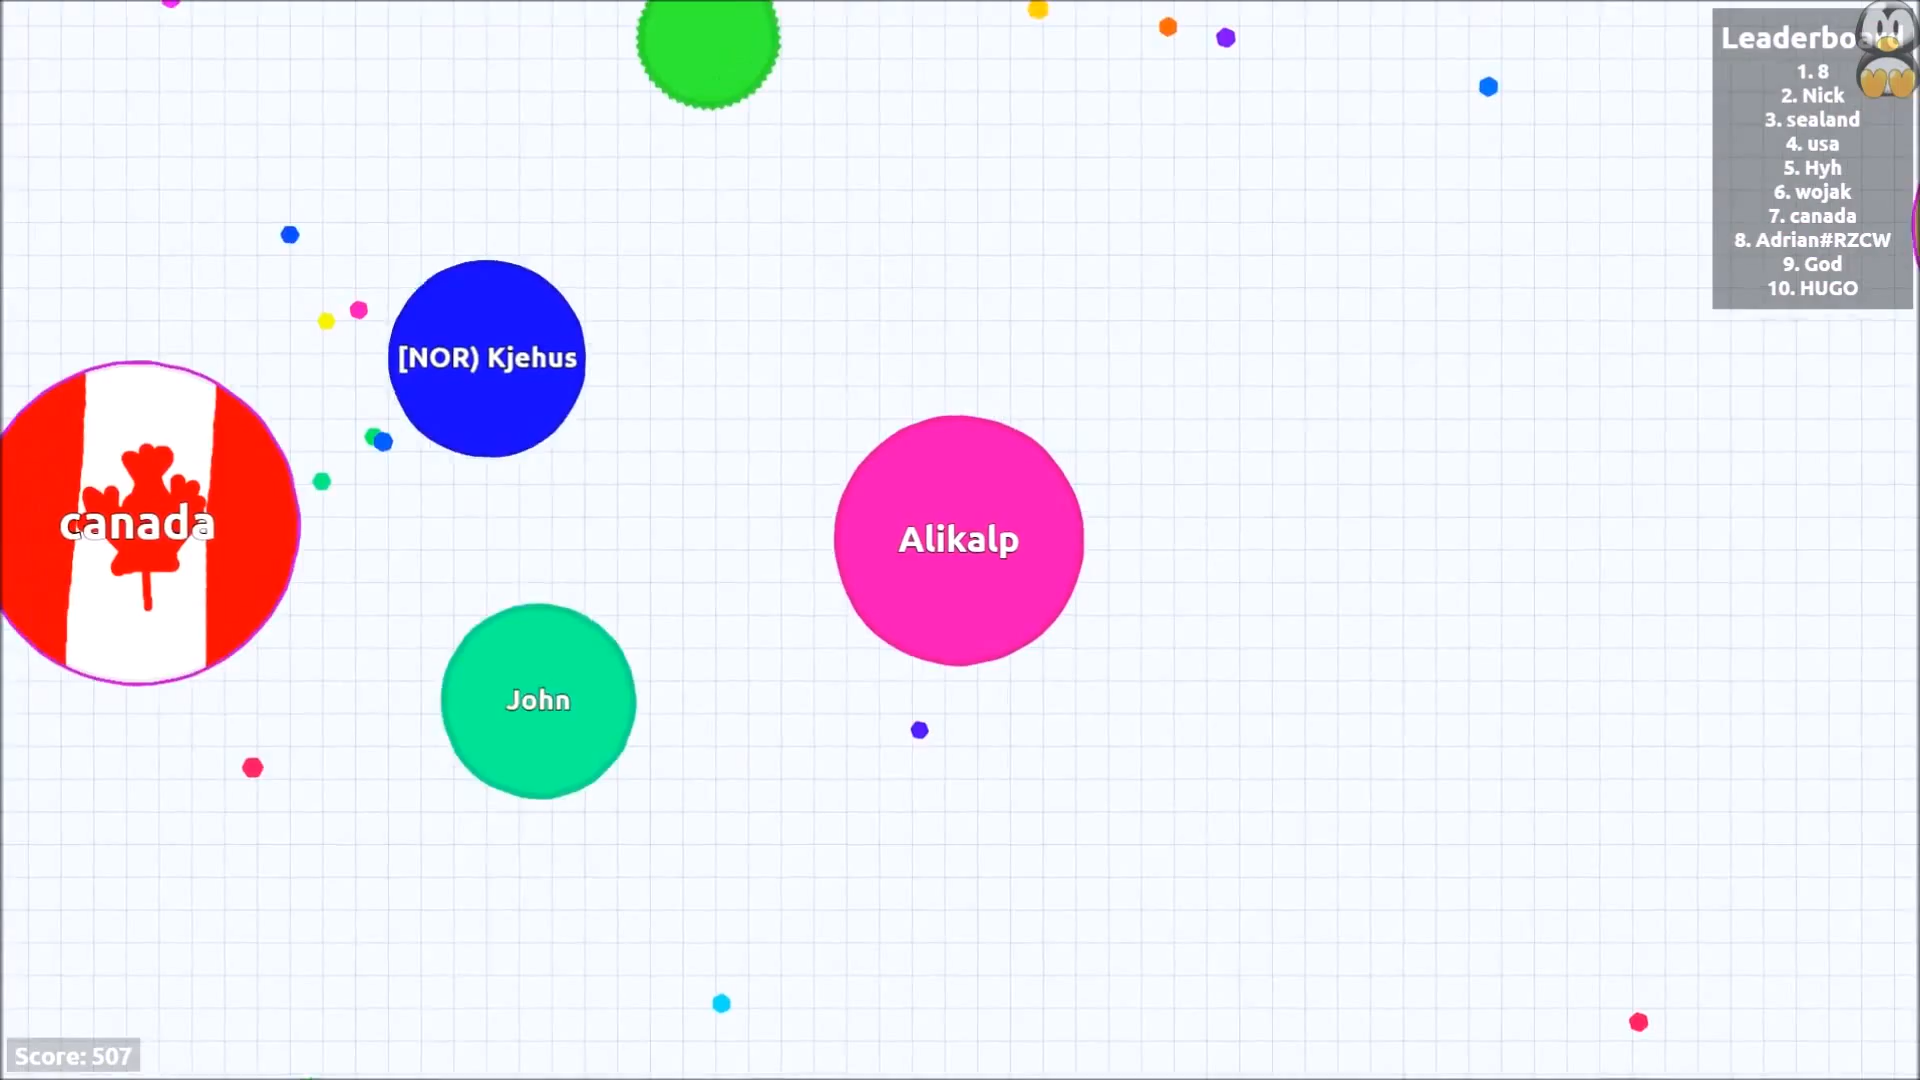 Leaderboard
1. 8
2. Nick
3. sealand
4. usa
5. Hyh
6. wojak
7. canada
8. Adrian#RZCW
9. God
10. HUGO
[NOR) Kjehus
canada
Alikalp
John
Score: 507